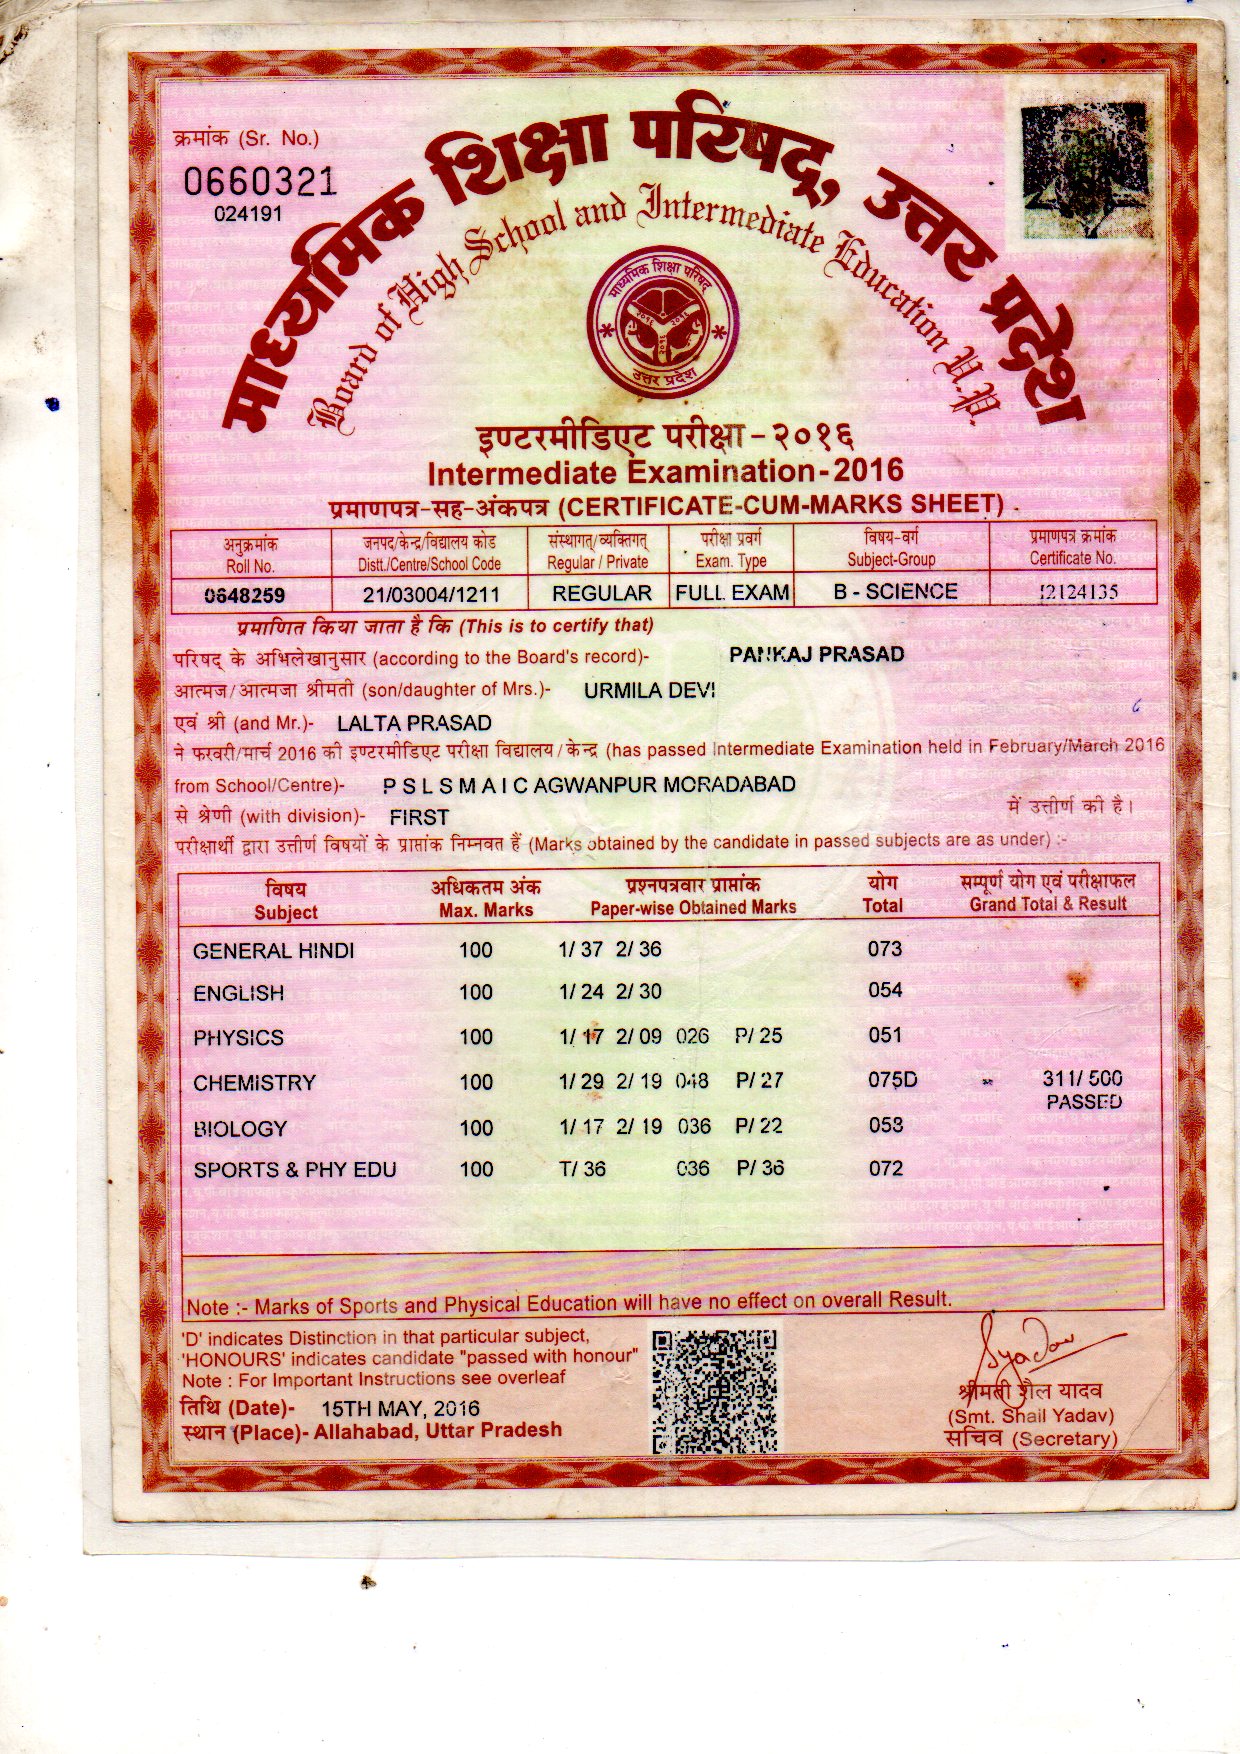 क्रमांक (Sr. No.)
0660321
024191
माध्यमिक शिक्षा परिषद्, उत्तर प्रदेश
Board of High School and Intermediate Education U.P.
माध्यमिक शिक्षा परिषद्
उत्तर प्रदेश
इण्टरमीडिएट परीक्षा-२०१६
Intermediate Examination-2016
प्रमाणपत्र-सह-अंकपत्र (CERTIFICATE-CUM-MARKS SHEET)
अनुक्रमांक जनपद/केन्द्र/विद्यालय कोड संस्थागत/व्यक्तिगत परीक्षा प्रवर्ग विषय-वर्ग प्रमाणपत्र क्रमांक
Roll No. Distt./Centre/School Code Regular / Private Exam. Type Subject-Group Certificate No.
0648259 21/03004/1211 REGULAR FULL EXAM B - SCIENCE 12124135
प्रमाणित किया जाता है कि (This is to certify that)
परिषद् के अभिलेखानुसार (according to the Board's record)- PANKAJ PRASAD
आत्मज/आत्मजा श्रीमती (son/daughter of Mrs.)- URMILA DEVI
एवं श्री (and Mr.)- LALTA PRASAD
ने फरवरी/मार्च 2016 की इण्टरमीडिएट परीक्षा विद्यालय/केन्द्र (has passed Intermediate Examination held in February/March 2016
from School/Centre)- P S L S M A I C AGWANPUR MORADABAD
से श्रेणी (with division)- FIRST में उत्तीर्ण की है।
परीक्षार्थी द्वारा उत्तीर्ण विषयों के प्राप्तांक निम्नवत हैं (Marks obtained by the candidate in passed subjects are as under) :-
विषय अधिकतम अंक प्रश्नपत्रवार प्राप्तांक योग सम्पूर्ण योग एवं परीक्षाफल
Subject Max. Marks Paper-wise Obtained Marks Total Grand Total & Result
GENERAL HINDI 100 1/ 37 2/ 36 073
ENGLISH 100 1/ 24 2/ 30 054
PHYSICS 100 1/ 17 2/ 09 026 P/ 25 051
CHEMISTRY 100 1/ 29 2/ 19 048 P/ 27 075D 311/ 500
PASSED
BIOLOGY 100 1/ 17 2/ 19 036 P/ 22 058
SPORTS & PHY EDU 100 T/ 36 036 P/ 36 072
Note :- Marks of Sports and Physical Education will have no effect on overall Result.
'D' indicates Distinction in that particular subject,
'HONOURS' indicates candidate "passed with honour"
Note : For Important Instructions see overleaf
तिथि (Date)- 15TH MAY, 2016
स्थान (Place)- Allahabad, Uttar Pradesh
SYadav
श्रीमती शैल यादव
(Smt. Shail Yadav)
सचिव (Secretary)